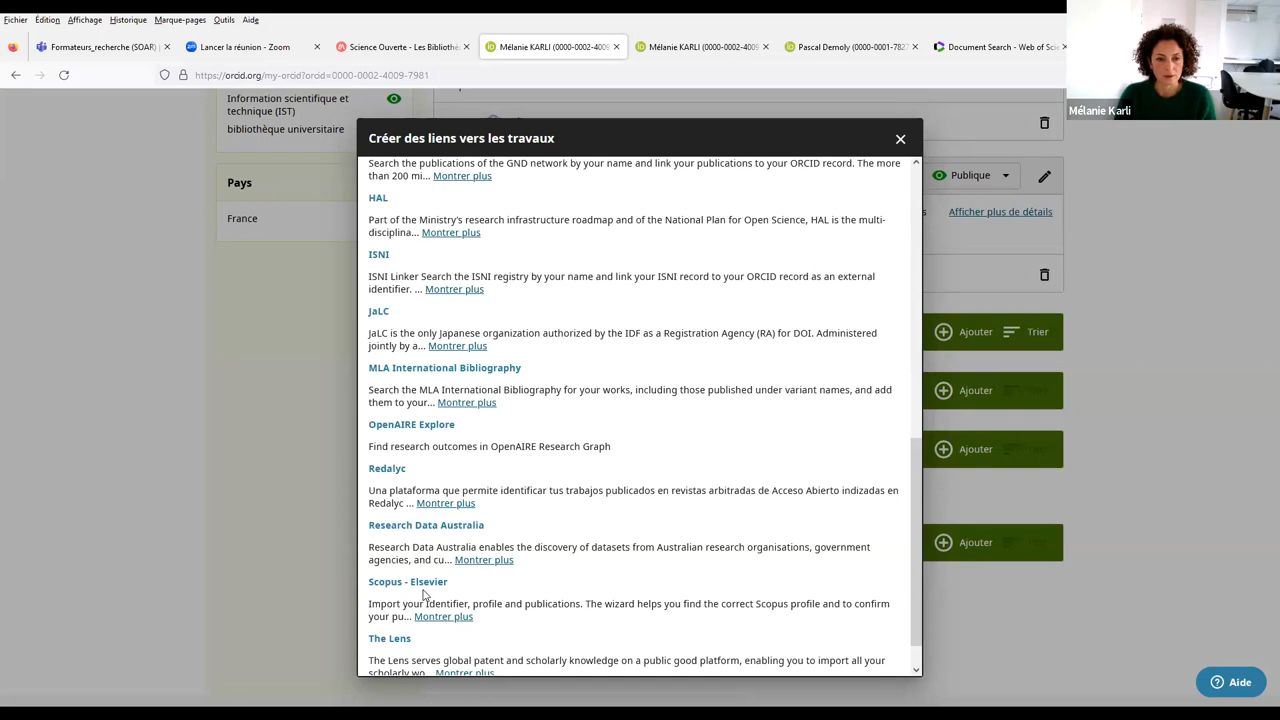 Fichier Édition Affichage Historique Marque-pages Outils Aide
Formateurs_recherche (SOAR)
Lancer la réunion - Zoom
Science Ouverte - Les Bibliothè
Mélanie KARLI (0000-0002-4009
Mélanie KARLI (0000-0002-4009
Pascal Demoly (0000-0001-7827
Document Search - Web of Scie
https://orcid.org/my-orcid?orcid=0000-0002-4009-7981
Mélanie Karli
Information scientifique et
technique (IST)
bibliothèque universitaire
Pays
France
Créer des liens vers les travaux
Search the publications of the GND network by your name and link your publications to your ORCID record. The more
than 200 mi... Montrer plus
HAL
Part of the Ministry's research infrastructure roadmap and of the National Plan for Open Science, HAL is the multi-
disciplina... Montrer plus
ISNI
ISNI Linker Search the ISNI registry by your name and link your ISNI record to your ORCID record as an external
identifier. ... Montrer plus
JaLC
JaLC is the only Japanese organization authorized by the IDF as a Registration Agency (RA) for DOI. Administered
jointly by a... Montrer plus
MLA International Bibliography
Search the MLA International Bibliography for your works, including those published under variant names, and add
them to your... Montrer plus
OpenAIRE Explore
Find research outcomes in OpenAIRE Research Graph
Redalyc
Una plataforma que permite identificar tus trabajos publicados en revistas arbitradas de Acceso Abierto indizadas en
Redalyc ... Montrer plus
Research Data Australia
Research Data Australia enables the discovery of datasets from Australian research organisations, government
agencies, and cu... Montrer plus
Scopus - Elsevier
Import your Identifier, profile and publications. The wizard helps you find the correct Scopus profile and to confirm
your pu... Montrer plus
The Lens
The Lens serves global patent and scholarly knowledge on a public good platform, enabling you to import all your
scholarly wo... Montrer plus
Publique
Afficher plus de détails
Ajouter Trier
Ajouter
Ajouter
Ajouter
Aide